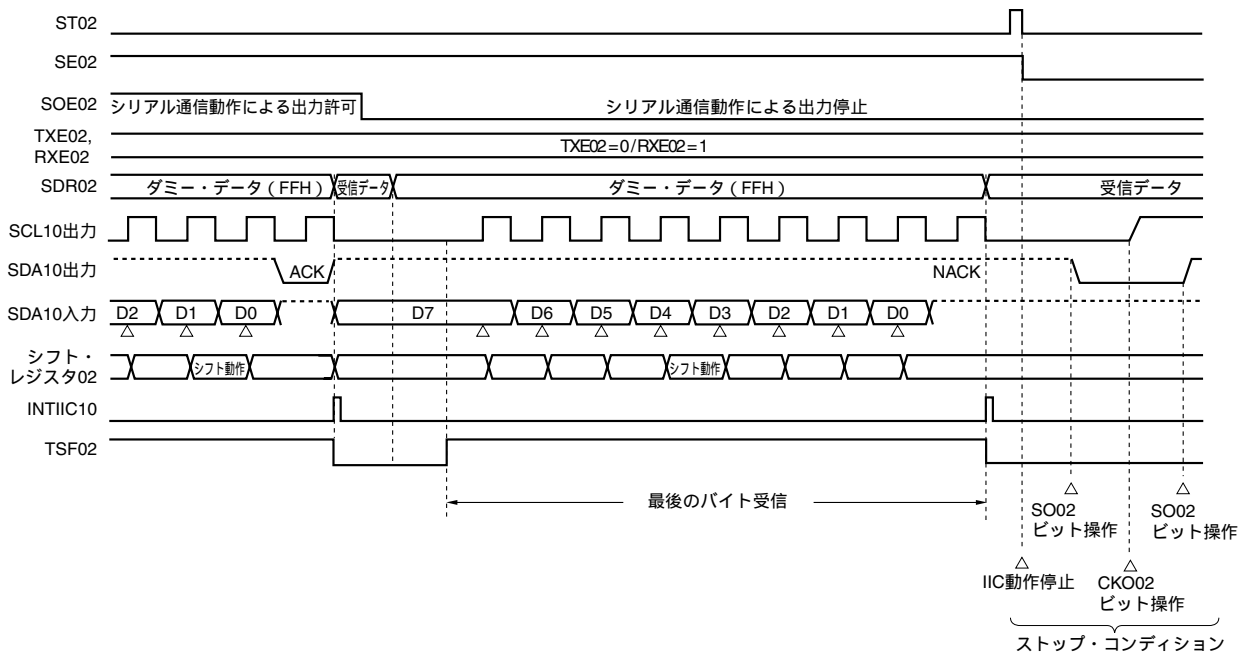 ST02
SE02
SOE02 シリアル通信動作による出力許可 シリアル通信動作による出力停止
TXE02,
RXE02
TXE02=0/RXE02=1
SDR02 ダミー・データ(FFH) 受信データ ダミー・データ(FFH) 受信データ
SCL10出力
SDA10出力 ACK NACK
SDA10入力 D2 D1 D0 D7 D6 D5 D4 D3 D2 D1 D0
シフト・
レジスタ02
シフト動作 シフト動作
INTIIC10
TSF02
最後のバイト受信
SO02
ビット操作
SO02
ビット操作
IIC動作停止
CKO02
ビット操作
ストップ・コンディション